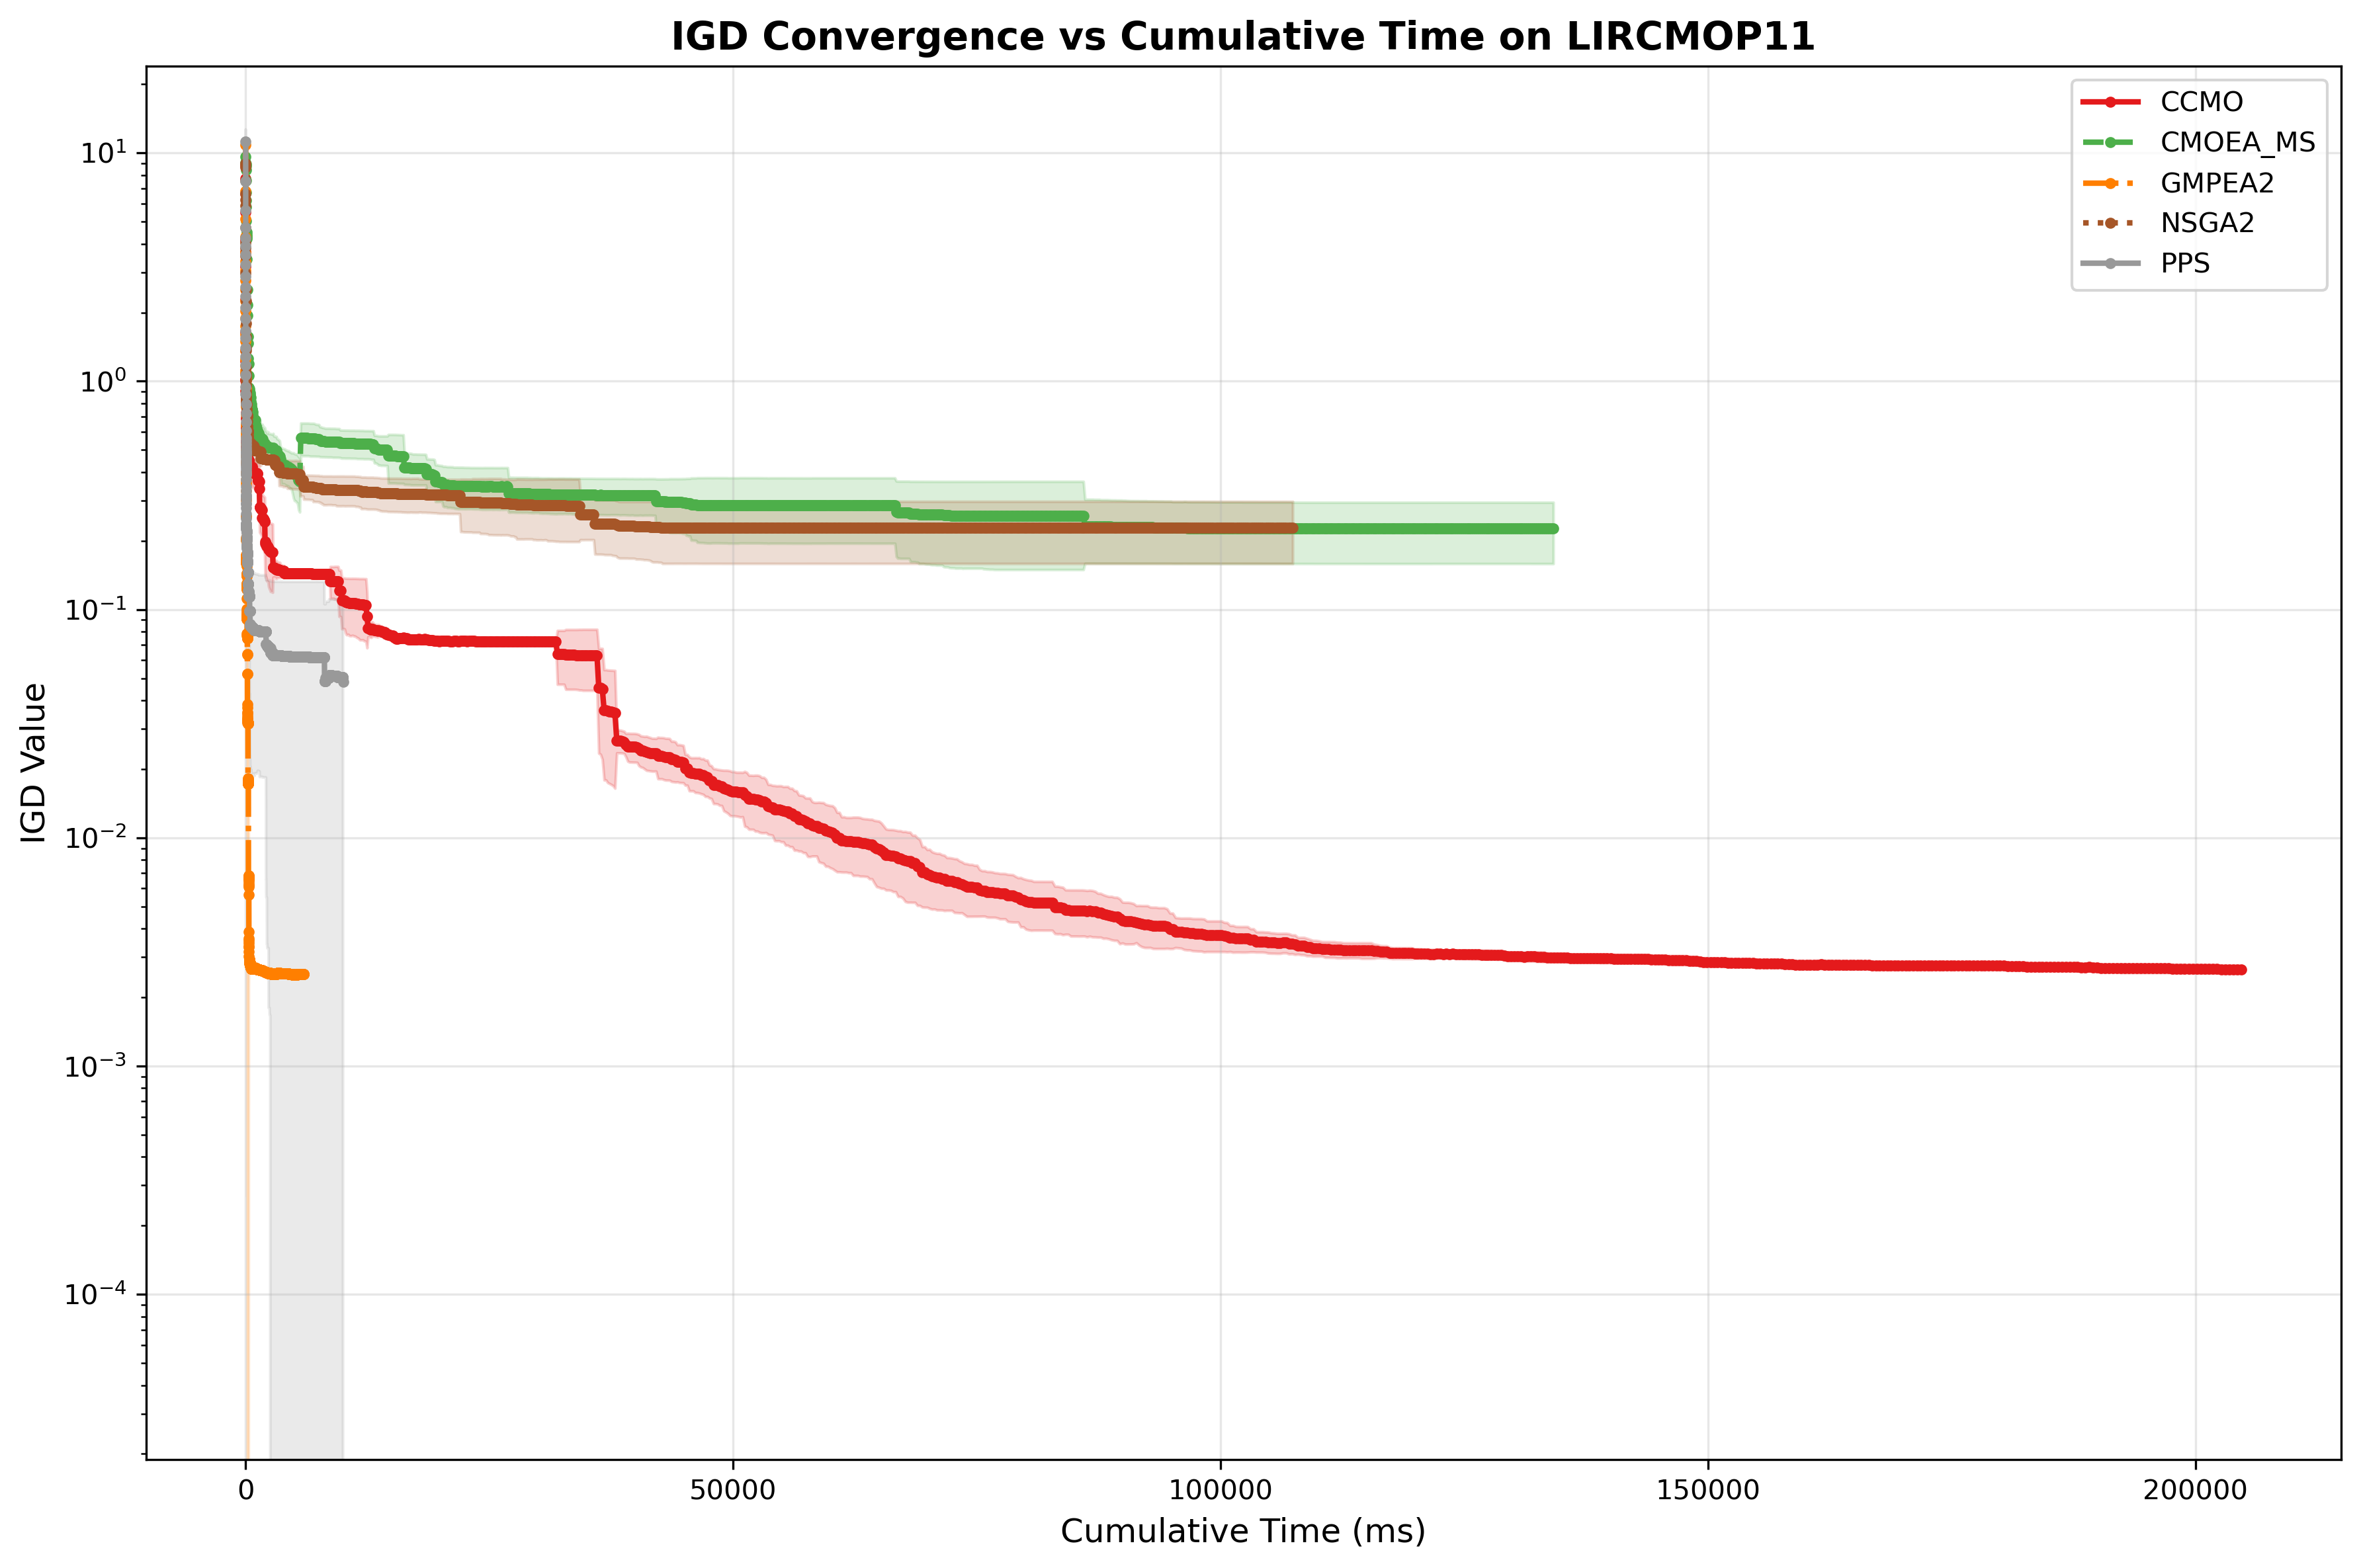 IGD Convergence vs Cumulative Time on LIRCMOP11
CCMO
CMOEA_MS
GMPEA2
NSGA2
PPS
IGD Value
10¹
10⁰
10⁻¹
10⁻²
10⁻³
10⁻⁴
0
50000
100000
150000
200000
Cumulative Time (ms)